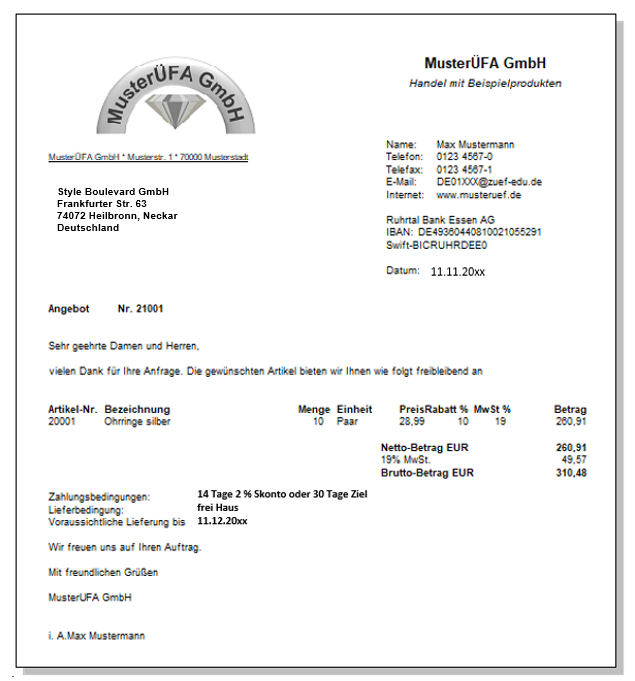 MusterÜFA GmbH
MusterÜFA GmbH
Handel mit Beispielprodukten
MusterÜFA GmbH * Musterstr. 1 * 70000 Musterstadt
Name: Max Mustermann
Telefon: 0123 4567-0
Telefax: 0123 4567-1
E-Mail: DE01XXX@zuef-edu.de
Internet: www.musteruef.de
Style Boulevard GmbH
Frankfurter Str. 63
74072 Heilbronn, Neckar
Deutschland
Ruhrtal Bank Essen AG
IBAN: DE49360440810021055291
Swift-BICRUHRDEE0
Datum: 11.11.20xx
Angebot Nr. 21001
Sehr geehrte Damen und Herren,
vielen Dank für Ihre Anfrage. Die gewünschten Artikel bieten wir Ihnen wie folgt freibleibend an
Artikel-Nr. Bezeichnung Menge Einheit PreisRabatt % MwSt % Betrag
20001 Ohrringe silber 10 Paar 28,99 10 19 260,91
Netto-Betrag EUR 260,91
19% MwSt. 49,57
Brutto-Betrag EUR 310,48
Zahlungsbedingungen: 14 Tage 2 % Skonto oder 30 Tage Ziel
Lieferbedingung: frei Haus
Voraussichtliche Lieferung bis 11.12.20xx
Wir freuen uns auf Ihren Auftrag.
Mit freundlichen Grüßen
MusterUFA GmbH
i. A.Max Mustermann